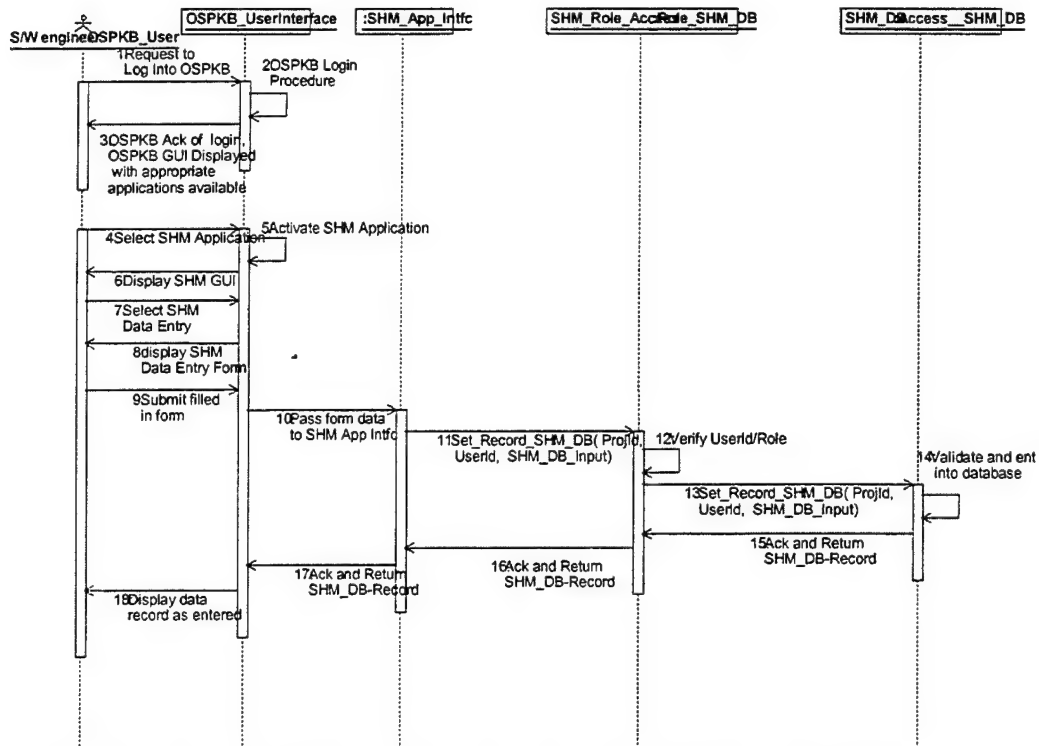 S/W engineer
OSPKB_User
OSPKB_UserInterface
:SHM_App_Intfc
SHM_DB
1Request to
Log into OSPKB
2OSPKB Login
Procedure
3OSPKB Ack of login,
OSPKB GUI Displayed
with appropriate
applications available
4Select SHM Application
5Activate SHM Application
6Display SHM GUI
7Select SHM
Data Entry
8display SHM
Data Entry Form
9Submit filled
in form
10Pass form data
to SHM App Intfc
11Set_Record_SHM_DB( ProjId,
UserId, SHM_DB_Input)
12Verify UserId/Role
13Set_Record_SHM_DB( ProjId,
UserId, SHM_DB_Input)
14Validate and ent
into database
15Ack and Return
SHM_DB-Record
16Ack and Return
SHM_DB-Record
17Ack and Return
SHM_DB-Record
18Display data
record as entered